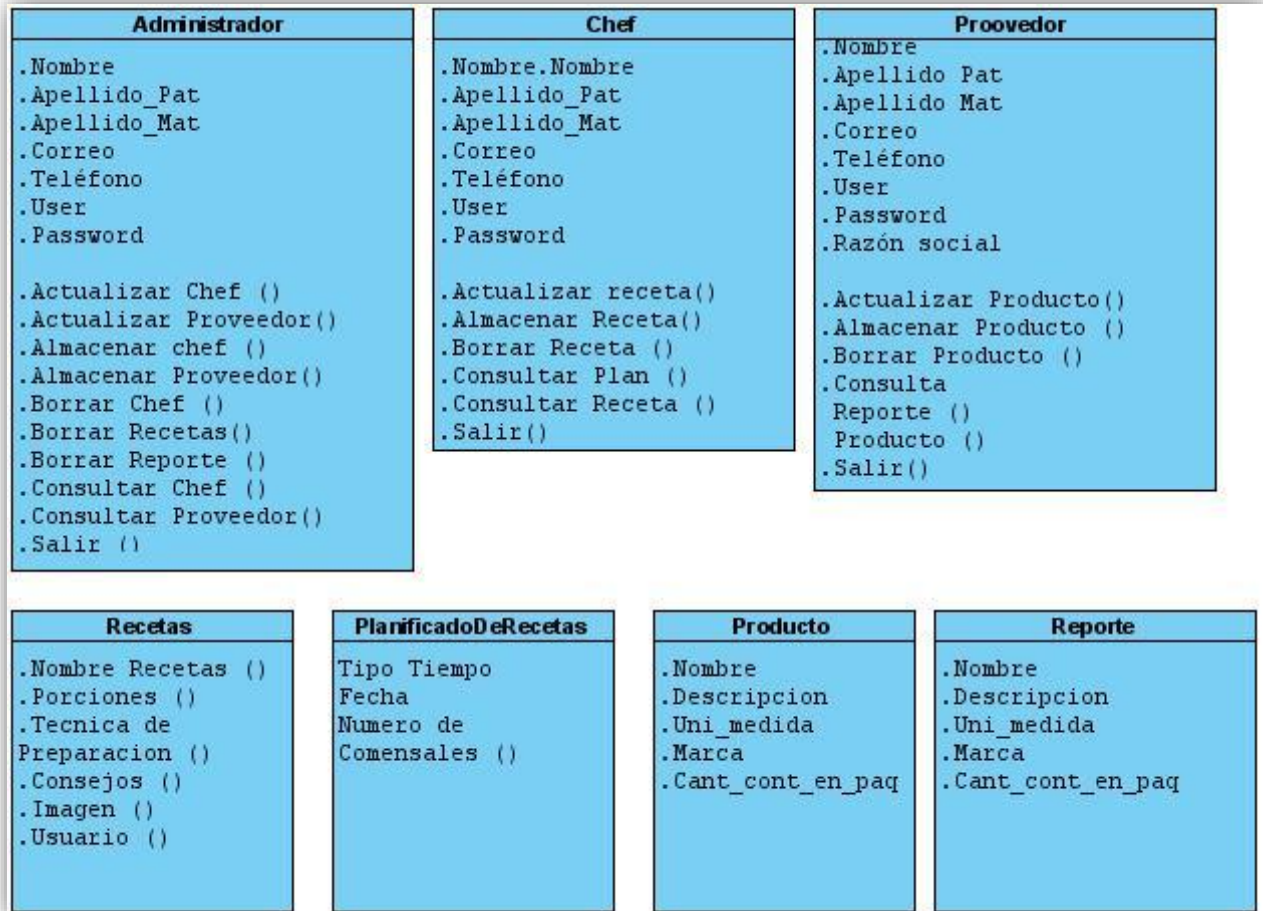 Administrador
.Nombre
.Apellido_Pat
.Apellido_Mat
.Correo
.Teléfono
.User
.Password
.Actualizar Chef ()
.Actualizar Proveedor()
.Almacenar chef ()
.Almacenar Proveedor()
.Borrar Chef ()
.Borrar Recetas()
.Borrar Reporte ()
.Consultar Chef ()
.Consultar Proveedor()
.Salir ()
Chef
.Nombre.Nombre
.Apellido_Pat
.Apellido_Mat
.Correo
.Teléfono
.User
.Password
.Actualizar receta()
.Almacenar Receta()
.Borrar Receta ()
.Consultar Plan ()
.Consultar Receta ()
.Salir()
Proovedor
.Nombre
.Apellido Pat
.Apellido Mat
.Correo
.Teléfono
.User
.Password
.Razón social
.Actualizar Producto()
.Almacenar Producto ()
.Borrar Producto ()
.Consulta
Reporte ()
Producto ()
.Salir()
Recetas
.Nombre Recetas ()
.Porciones ()
.Tecnica de
Preparacion ()
.Consejos ()
.Imagen ()
.Usuario ()
PlanificadoDeRecetas
Tipo Tiempo
Fecha
Numero de
Comensales ()
Producto
.Nombre
.Descripcion
.Uni_medida
.Marca
.Cant_cont_en_paq
Reporte
.Nombre
.Descripcion
.Uni_medida
.Marca
.Cant_cont_en_paq